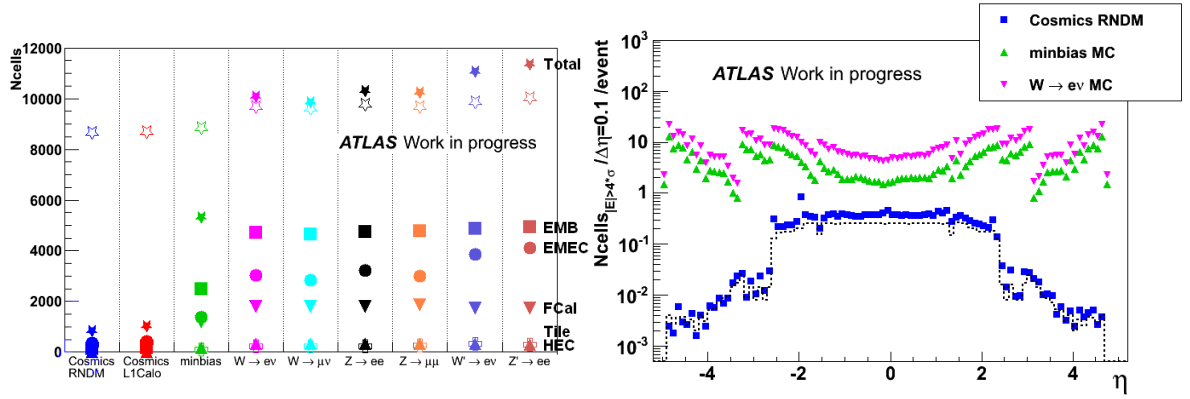 12000
10000
8000
6000
4000
2000
0
Ncells
ATLAS Work in progress
Total
EMB
EMEC
FCal
Tile
HEC
Cosmics RNDM
Cosmics L1Calo
minbias
W → eν
W → μν
Z → ee
Z → μμ
W' → eν
Z' → ee
Cosmics RNDM
minbias MC
W → eν MC
ATLAS Work in progress
Ncells|E|>4*σ /Δη=0.1 /event
10³
10²
10
1
10⁻¹
10⁻²
10⁻³
-4
-2
0
2
4
η